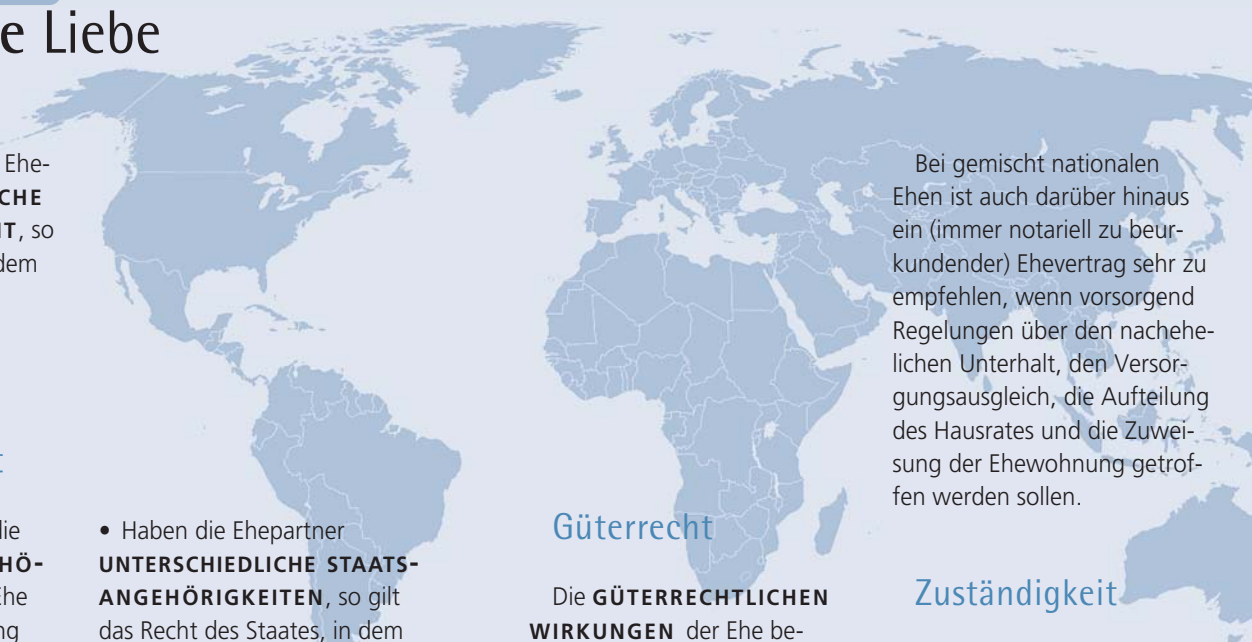 e Liebe
Ehe-
CHE
T, so
dem
t
die
HÖ-
Ehe
ng
• Haben die Ehepartner
UNTERSCHIEDLICHE STAATS-
ANGEHÖRIGKEITEN, so gilt
das Recht des Staates, in dem
Güterrecht
Die GÜTERRECHTLICHEN
WIRKUNGEN der Ehe be-
Bei gemischt nationalen
Ehen ist auch darüber hinaus
ein (immer notariell zu beur-
kundender) Ehevertrag sehr zu
empfehlen, wenn vorsorgend
Regelungen über den nachehe-
lichen Unterhalt, den Versor-
gungsausgleich, die Aufteilung
des Hausrates und die Zuwei-
sung der Ehewohnung getrof-
fen werden sollen.
Zuständigkeit